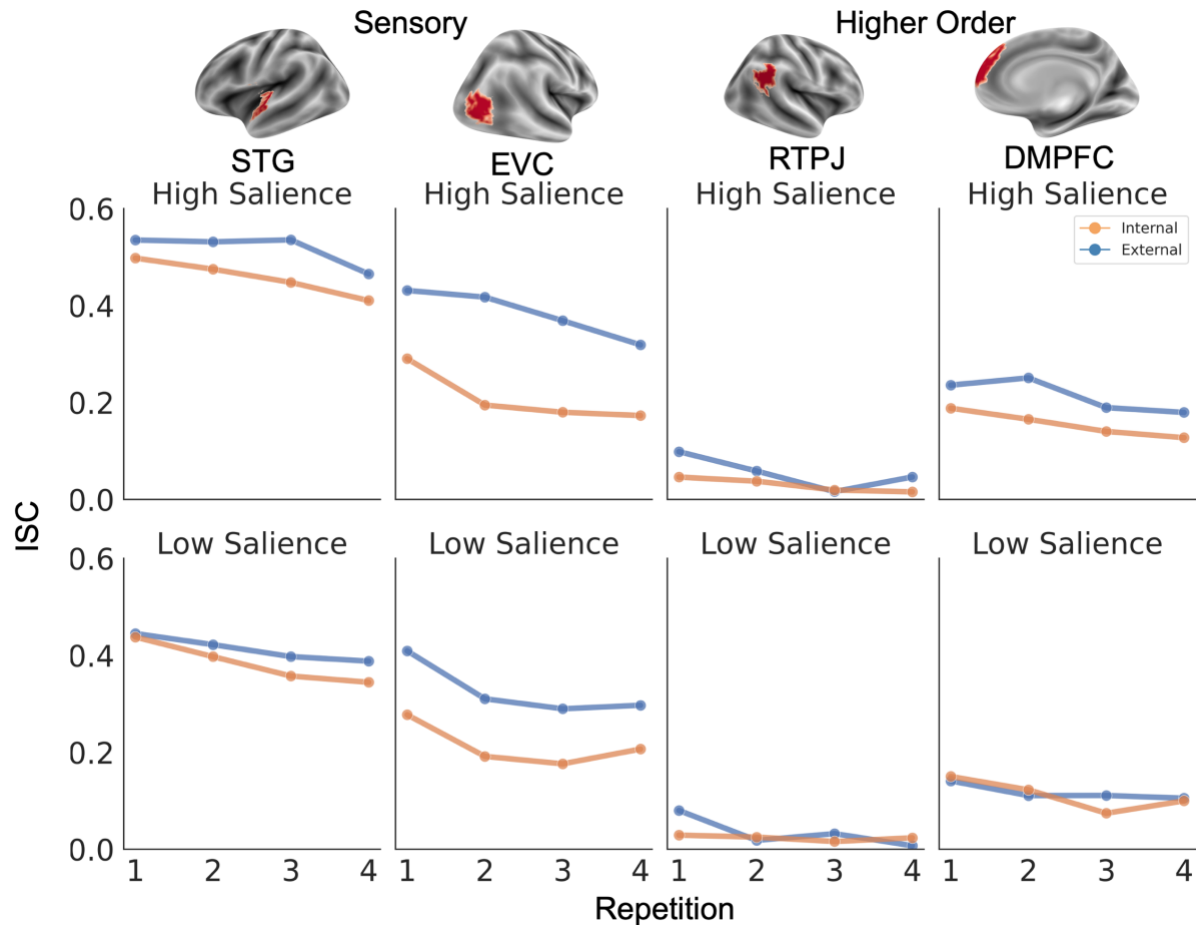 Sensory
Higher Order
STG
EVC
RTPJ
DMPFC
High Salience
High Salience
High Salience
High Salience
Internal
External
0.6
0.4
0.2
0.0
ISC
Low Salience
Low Salience
Low Salience
Low Salience
0.6
0.4
0.2
0.0
1 2 3 4
1 2 3 4
1 2 3 4
1 2 3 4
Repetition